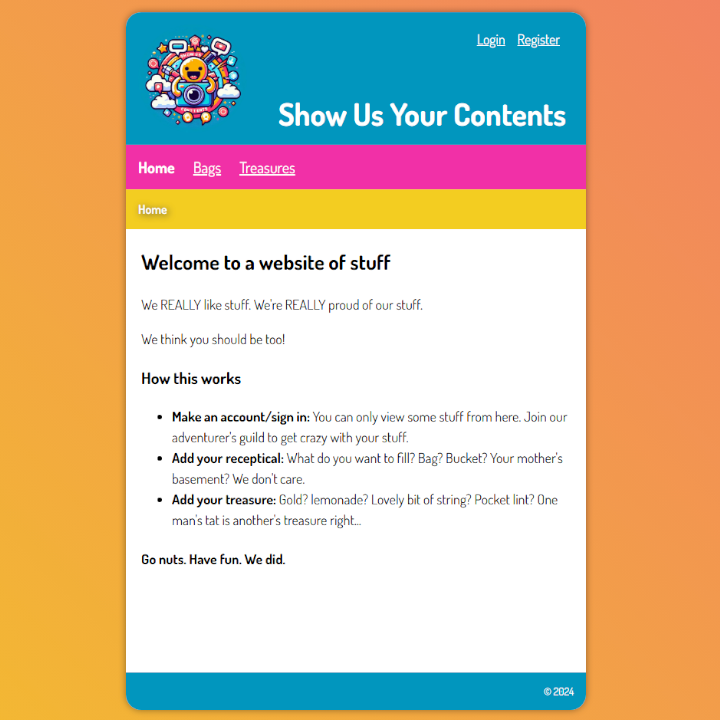 Login Register
Show Us Your Contents
Home Bags Treasures
Home
Welcome to a website of stuff
We REALLY like stuff. We're REALLY proud of our stuff.
We think you should be too!
How this works
• Make an account/sign in: You can only view some stuff from here. Join our
adventurer's guild to get crazy with your stuff.
• Add your receptical: What do you want to fill? Bag? Bucket? Your mother's
basement? We don't care.
• Add your treasure: Gold? lemonade? Lovely bit of string? Pocket lint? One
man's tat is another's treasure right...
Go nuts. Have fun. We did.
© 2024